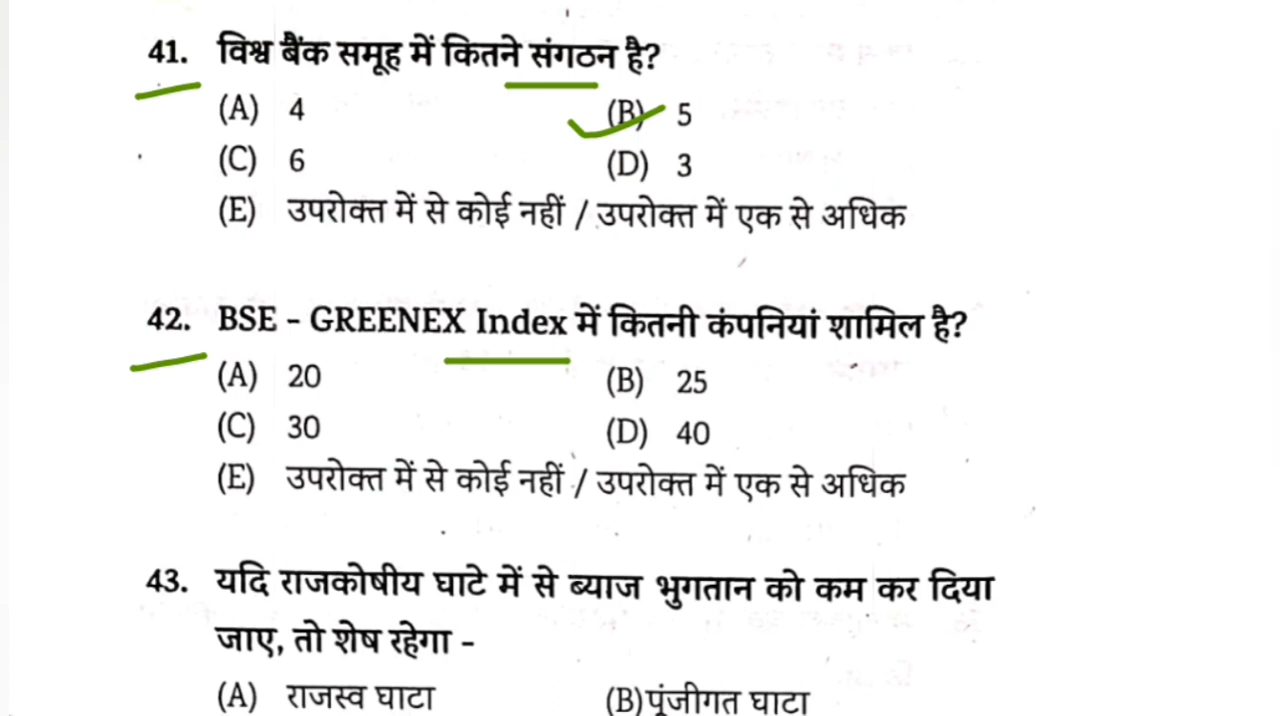 41. विश्व बैंक समूह में कितने संगठन है?
(A) 4 (B) 5
(C) 6 (D) 3
(E) उपरोक्त में से कोई नहीं / उपरोक्त में एक से अधिक
42. BSE - GREENEX Index में कितनी कंपनियां शामिल है?
(A) 20 (B) 25
(C) 30 (D) 40
(E) उपरोक्त में से कोई नहीं / उपरोक्त में एक से अधिक
43. यदि राजकोषीय घाटे में से ब्याज भुगतान को कम कर दिया
जाए, तो शेष रहेगा -
(A) राजस्व घाटा (B) पूंजीगत घाटा